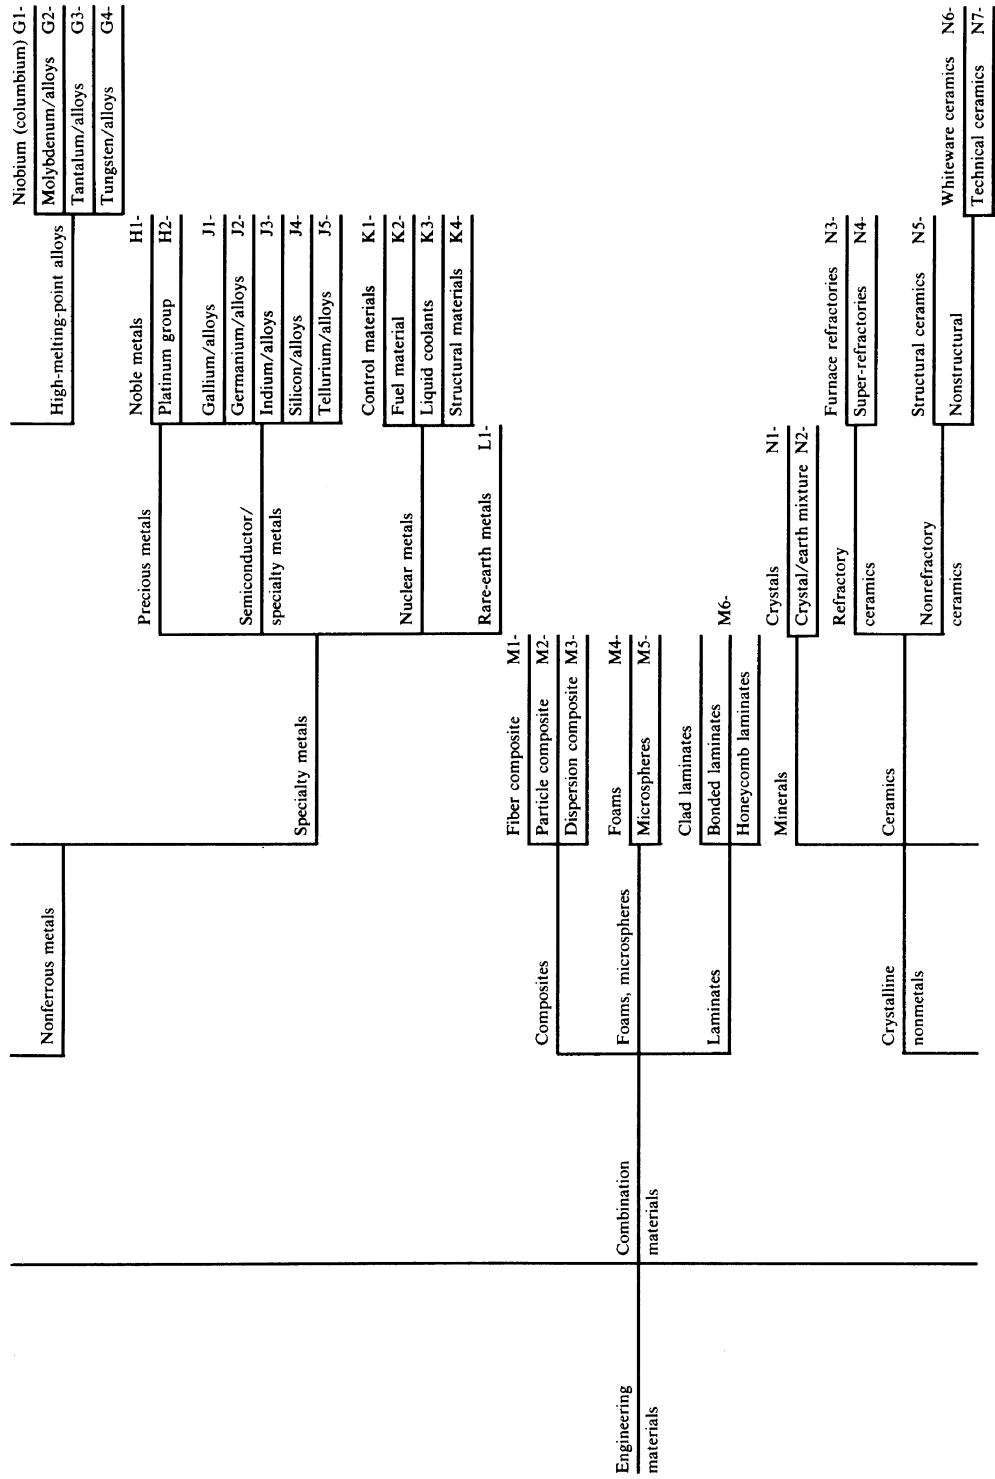 Niobium (columbium) G1-
Molybdenum/alloys G2-
Tantalum/alloys G3-
Tungsten/alloys G4-
High-melting-point alloys
Noble metals H1-
Platinum group H2-
Precious metals
Gallium/alloys J1-
Germanium/alloys J2-
Indium/alloys J3-
Silicon/alloys J4-
Tellurium/alloys J5-
Semiconductor/
specialty metals
Control materials K1-
Fuel material K2-
Liquid coolants K3-
Structural materials K4-
Nuclear metals
Rare-earth metals L1-
Specialty metals
Nonferrous metals
Fiber composite M1-
Particle composite M2-
Dispersion composite M3-
Composites
Foams M4-
Microspheres M5-
Foams, microspheres
Clad laminates
Bonded laminates M6-
Honeycomb laminates
Laminates
Combination
materials
Engineering
materials
Crystals N1-
Crystal/earth mixture N2-
Minerals
Furnace refractories N3-
Super-refractories N4-
Refractory
ceramics
Structural ceramics N5-
Whiteware ceramics N6-
Technical ceramics N7-
Nonstructural
Nonrefractory
ceramics
Ceramics
Crystalline
nonmetals